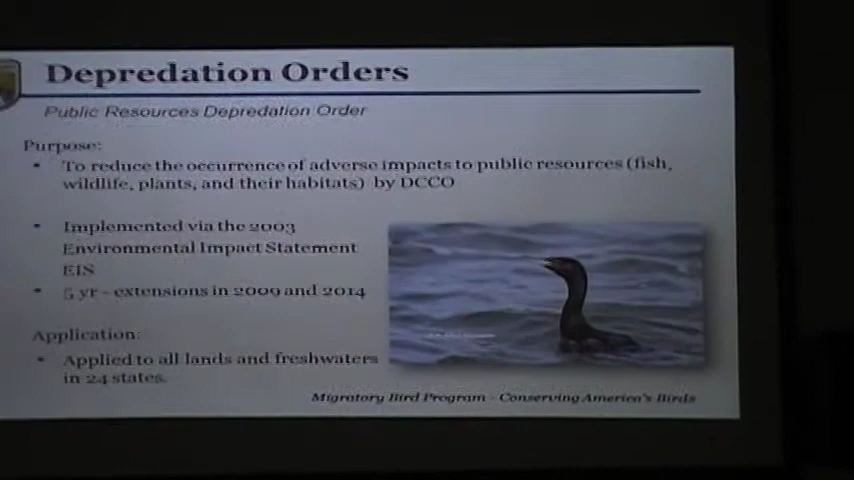 Depredation Orders
Public Resources Depredation Order
Purpose:
• To reduce the occurrence of adverse impacts to public resources (fish,
wildlife, plants, and their habitats) by DCCO
• Implemented via the 2003
Environmental Impact Statement
EIS
• 5 yr – extensions in 2009 and 2014
Application:
• Applied to all lands and freshwaters
in 24 states.
Migratory Bird Program - Conserving America's Birds